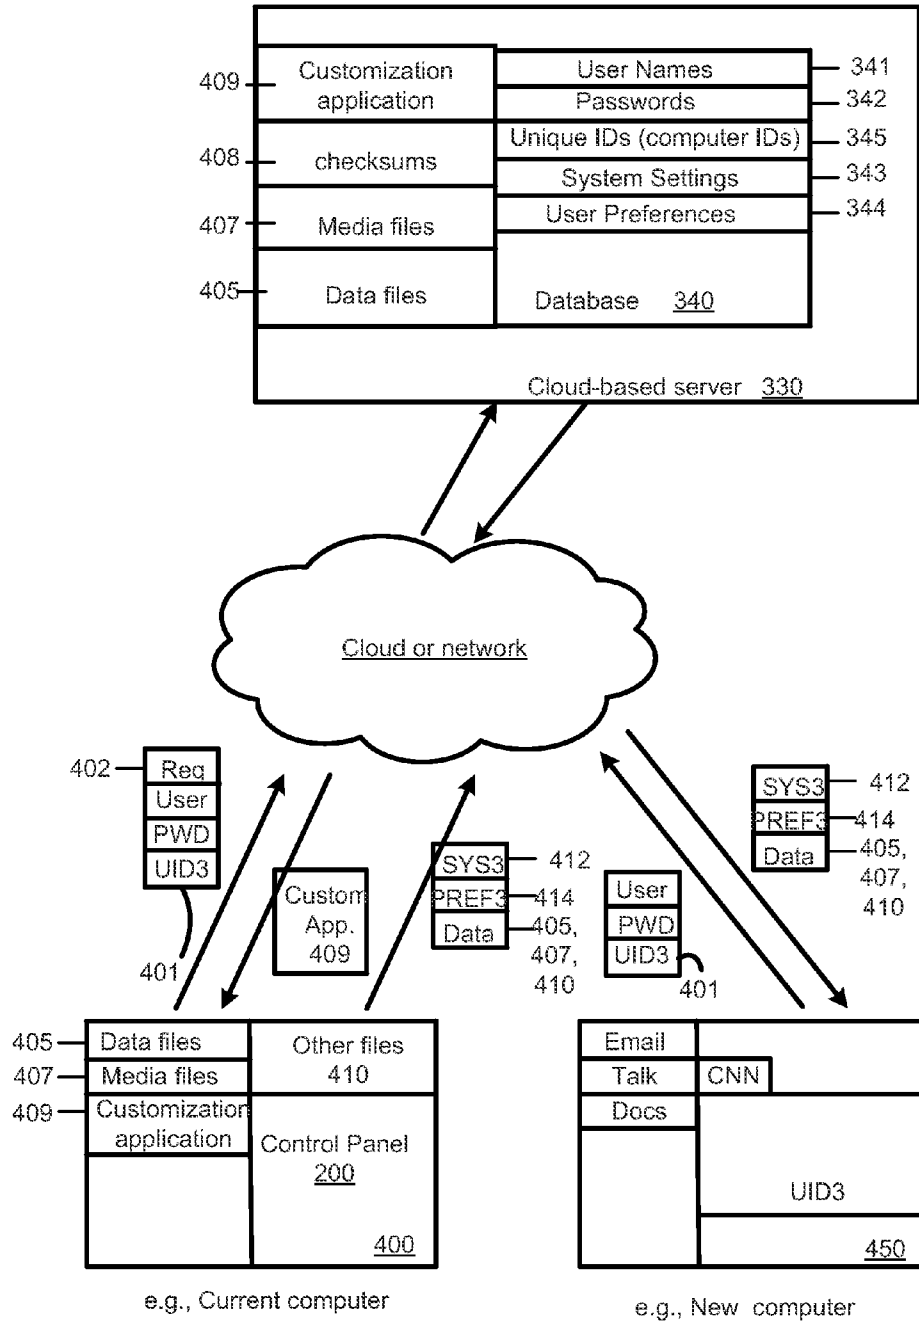 409
Customization
application
User Names
341
Passwords
342
408
checksums
Unique IDs (computer IDs)
345
System Settings
343
407
Media files
User Preferences
344
405
Data files
Database 340
Cloud-based server 330
Cloud or network
402
Req
User
PWD
UID3
401
Custom
App.
409
SYS3
412
PREF3
414
Data
405,
407,
410
User
PWD
UID3
401
SYS3
412
PREF3
414
Data
405,
407,
410
405
Data files
407
Media files
409
Customization
application
Other files
410
Control Panel
200
400
e.g., Current computer
Email
Talk
CNN
Docs
UID3
450
e.g., New computer